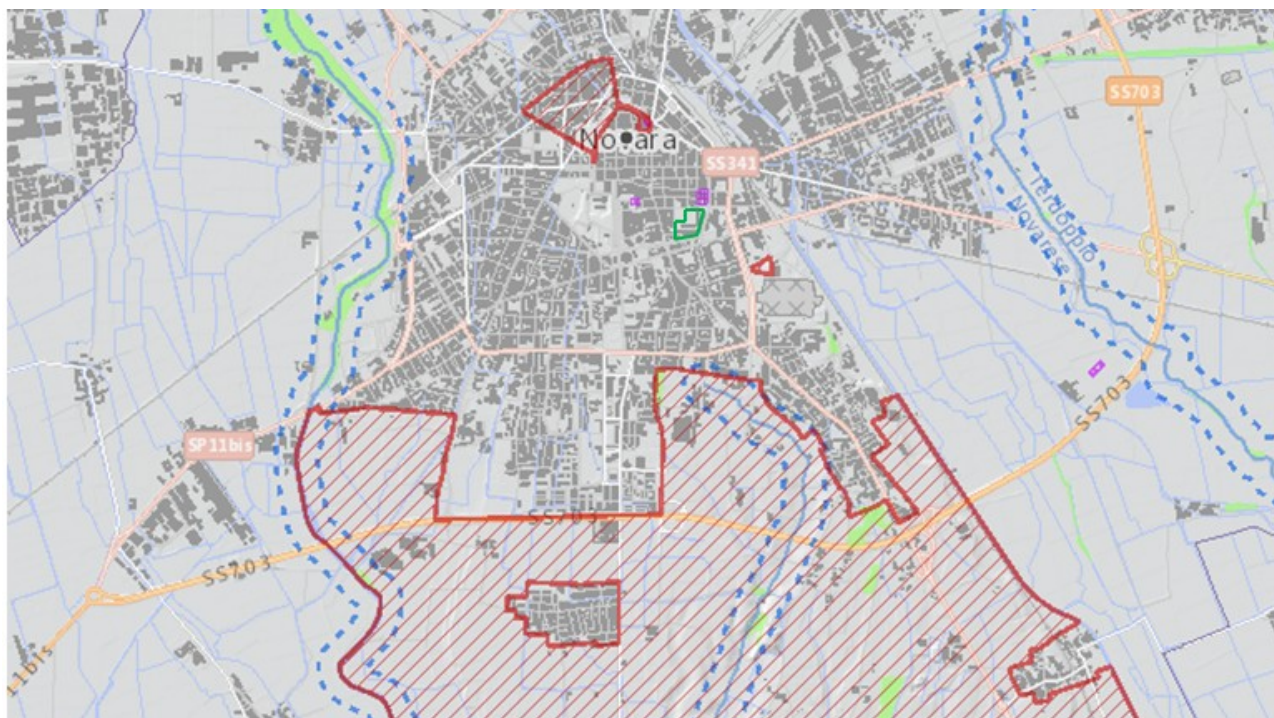 SS703
Novara
SS341
Terdoppio
Novarese
SS703
SP11bis
SS703
SS703
11bis